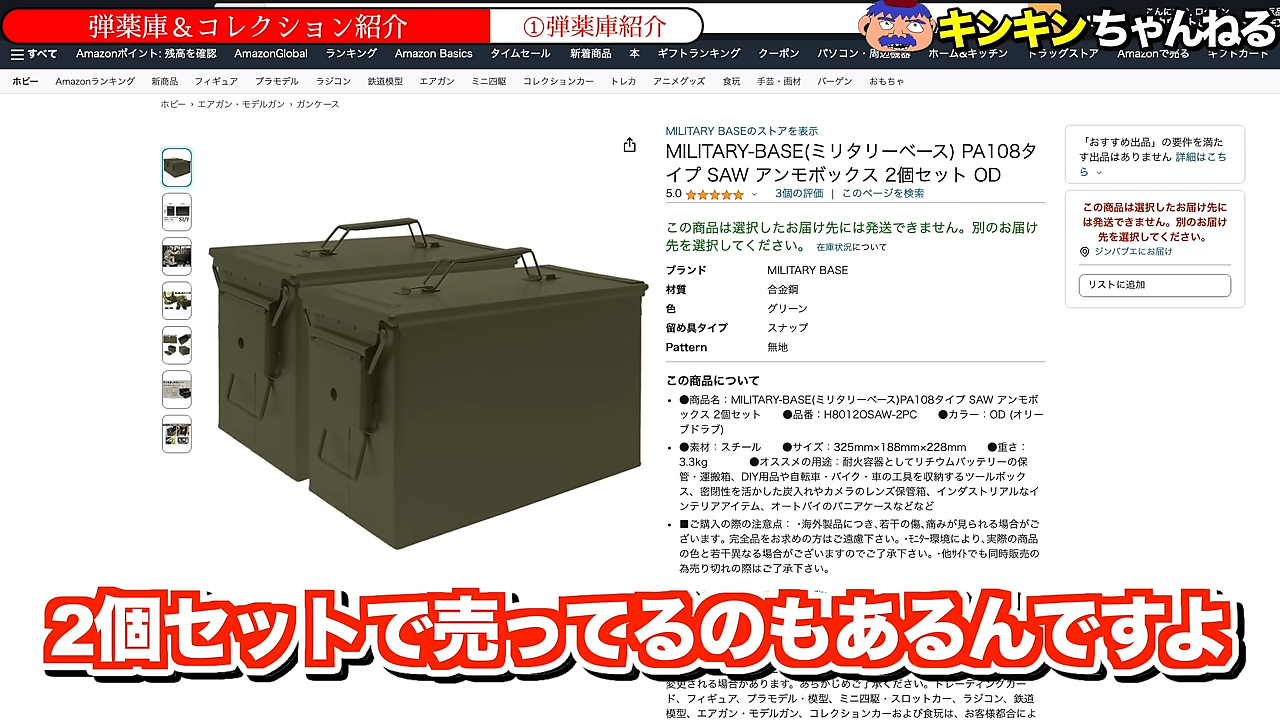 弾薬庫＆コレクション紹介
①弾薬庫紹介
キンキンちゃんねる
すべて Amazonポイント: 残高を確認 AmazonGlobal ランキング Amazon Basics タイムセール 新着商品 本 ギフトランキング クーポン パソコン・周辺機器 ホーム&キッチン ドラッグストア Amazonで売る ギフトカード
ホビー Amazonランキング 新商品 フィギュア プラモデル ラジコン 鉄道模型 エアガン ミニ四駆 コレクションカー トレカ アニメグッズ 食玩 手芸・画材 バーゲン おもちゃ
ホビー › エアガン・モデルガン › ガンケース
MILITARY BASEのストアを表示
MILITARY-BASE(ミリタリーベース) PA108タ
イプ SAW アンモボックス 2個セット OD
5.0 3個の評価 | このページを検索
この商品は選択したお届け先には発送できません。別のお届け
先を選択してください。 在庫状況について
ブランド MILITARY BASE
材質 合金鋼
色 グリーン
留め具タイプ スナップ
Pattern 無地
この商品について
●商品名：MILITARY-BASE(ミリタリーベース)PA108タイプ SAW アンモボ
ックス 2個セット ●品番：H8012OSAW-2PC ●カラー：OD (オリー
ブドラブ)
●素材：スチール ●サイズ：325mm×188mm×228mm ●重さ：
3.3kg ●オススメの用途：耐火容器としてリチウムバッテリーの保
管・運搬箱、DIY用品や自転車・バイク・車の工具を収納するツールボック
ス、密閉性を活かした炭入れやカメラのレンズ保管箱、インダストリアルなイ
ンテリアアイテム、オートバイのパニアケースなどなど
■ご購入の際の注意点： ･海外製品につき､若干の傷､痛みが見られる場合がご
ざいます。完全品をお求めの方はご遠慮下さい。･ﾓﾆﾀｰ環境により､実際の商品
の色と若干異なる場合がございますのでご了承下さい。･他ｻｲﾄでも同時販売の
為売り切れの際はご了承下さい。
「おすすめ出品」の要件を満た
す出品はありません 詳細はこち
ら
この商品は選択したお届け先に
は発送できません。別のお届け
先を選択してください。
ジンバブエにお届け
リストに追加
2個セットで売ってるのもあるんですよ
変更される場合があります。あらかじめご了承ください。トレーディングカー
ド、フィギュア、プラモデル・模型、ミニ四駆・スロットカー、ラジコン、鉄道
模型、エアガン・モデルガン、コレクションカーおよび食玩は、お客様都合によ